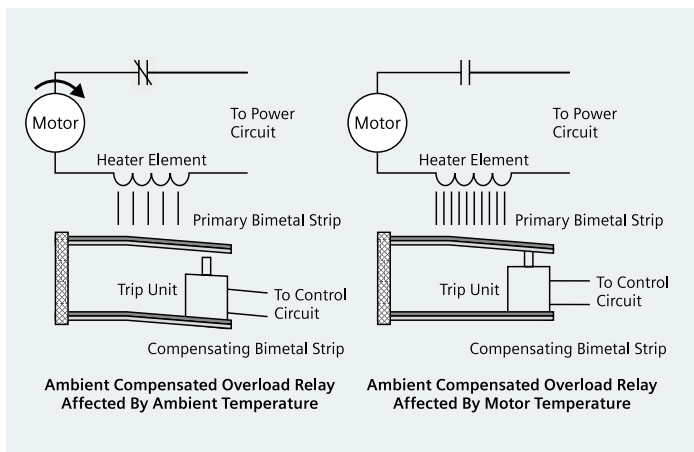 Motor
To Power
Circuit
Heater Element
Primary Bimetal Strip
Trip Unit
To Control
Circuit
Compensating Bimetal Strip
Ambient Compensated Overload Relay
Affected By Ambient Temperature
Motor
To Power
Circuit
Heater Element
Primary Bimetal Strip
Trip Unit
To Control
Circuit
Compensating Bimetal Strip
Ambient Compensated Overload Relay
Affected By Motor Temperature